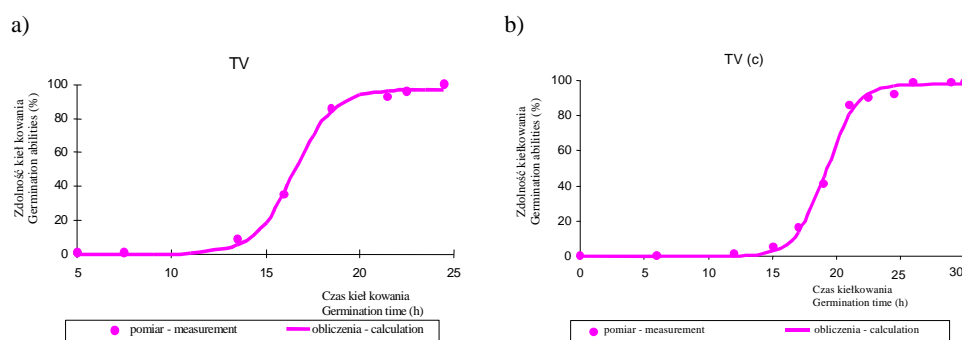 a)
TV
Zdolność kieł kowania
Germination abilities (%)
100
80
60
40
20
0
5
10
15
20
25
Czas kieł kowania
Germination time (h)
pomiar - measurement
obliczenia - calculation
b)
TV (c)
Zdolność kiełkowania
Germination abilities (%)
100
80
60
40
20
0
0
5
10
15
20
25
30
Czas kiełkowania
Germination time (h)
pomiar - measurement
obliczenia - calculation